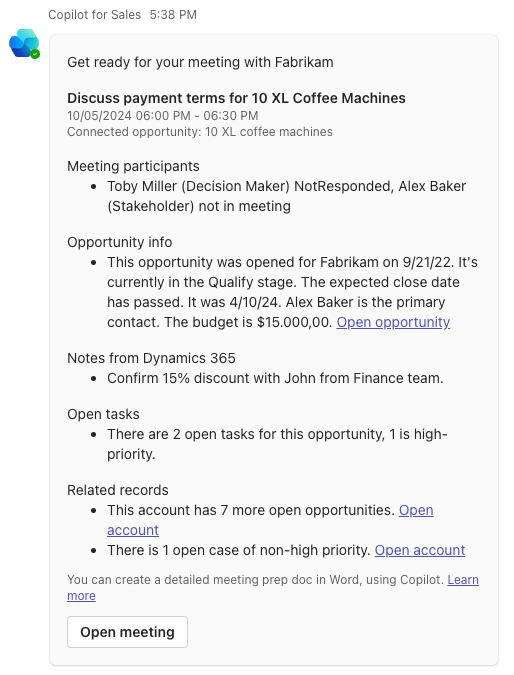 Copilot for Sales 5:38 PM
Get ready for your meeting with Fabrikam
Discuss payment terms for 10 XL Coffee Machines
10/05/2024 06:00 PM - 06:30 PM
Connected opportunity: 10 XL coffee machines
Meeting participants
• Toby Miller (Decision Maker) NotResponded, Alex Baker
(Stakeholder) not in meeting
Opportunity info
• This opportunity was opened for Fabrikam on 9/21/22. It's
currently in the Qualify stage. The expected close date
has passed. It was 4/10/24. Alex Baker is the primary
contact. The budget is $15.000,00. Open opportunity
Notes from Dynamics 365
• Confirm 15% discount with John from Finance team.
Open tasks
• There are 2 open tasks for this opportunity, 1 is high-
priority.
Related records
• This account has 7 more open opportunities. Open
account
• There is 1 open case of non-high priority. Open account
You can create a detailed meeting prep doc in Word, using Copilot. Learn
more
Open meeting